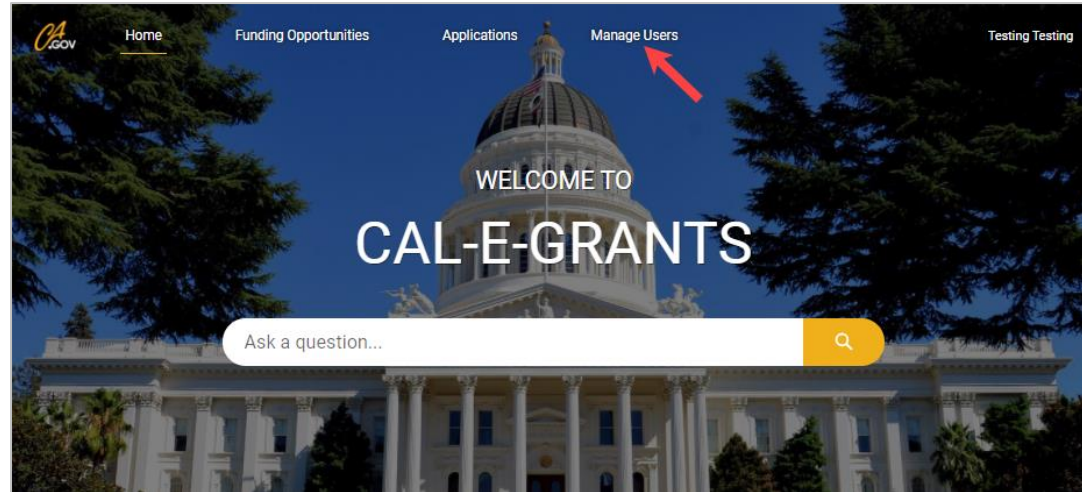 CA.GOV
Home
Funding Opportunities
Applications
Manage Users
Testing Testing
WELCOME TO
CAL-E-GRANTS
Ask a question...